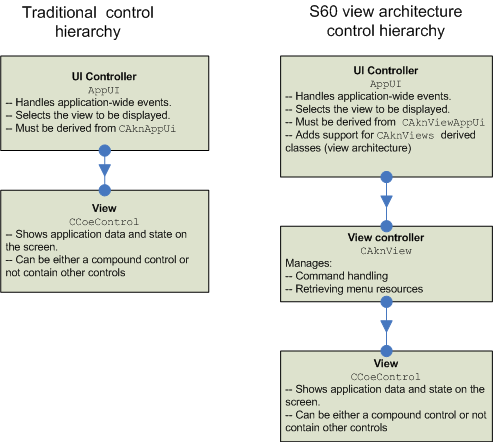 Traditional control
hierarchy
UI Controller
AppUI
-- Handles application-wide events.
-- Selects the view to be displayed.
-- Must be derived from CAknAppUi
View
CCoeControl
-- Shows application data and state on
the screen.
-- Can be either a compound control or
not contain other controls
S60 view architecture
control hierarchy
UI Controller
AppUI
-- Handles application-wide events.
-- Selects the view to be displayed.
-- Must be derived from CAknViewAppUi
-- Adds support for CAknViews derived
classes (view architecture)
View controller
CAknView
Manages:
-- Command handling
-- Retrieving menu resources
View
CCoeControl
-- Shows application data and state on the
screen.
-- Can be either a compound control or not
contain other controls